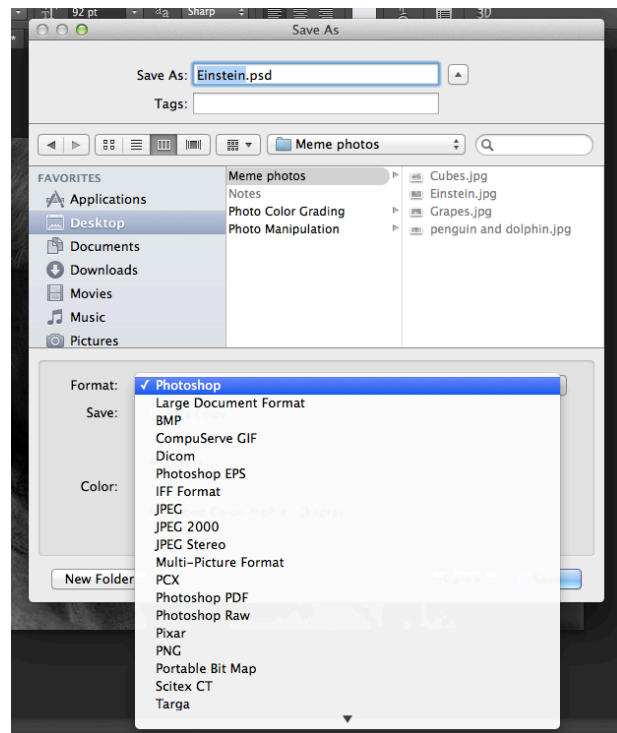 92 pt
aa
Sharp
3D
Save As
Save As: Einstein.psd
Tags:
Meme photos
FAVORITES
Applications
Desktop
Documents
Downloads
Movies
Music
Pictures
Meme photos
Notes
Photo Color Grading
Photo Manipulation
Cubes.jpg
Einstein.jpg
Grapes.jpg
penguin and dolphin.jpg
Format:
Save:
Color:
✓ Photoshop
Large Document Format
BMP
CompuServe GIF
Dicom
Photoshop EPS
IFF Format
JPEG
JPEG 2000
JPEG Stereo
Multi-Picture Format
PCX
Photoshop PDF
Photoshop Raw
Pixar
PNG
Portable Bit Map
Scitex CT
Targa
New Folder